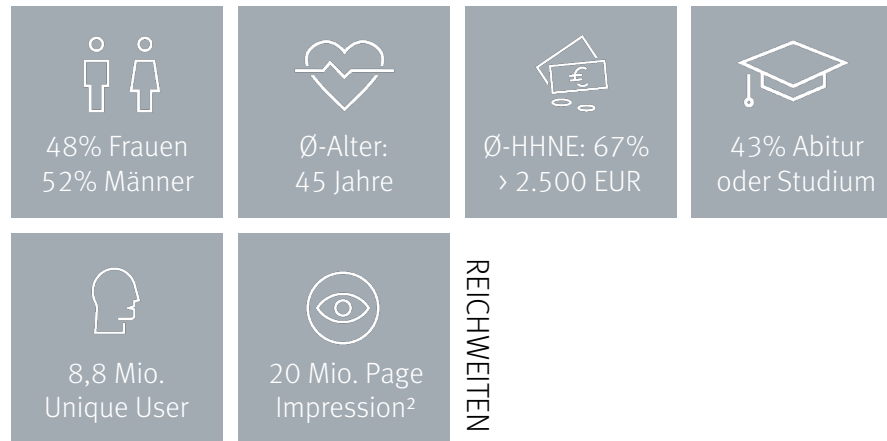 48% Frauen
52% Männer
Ø-Alter:
45 Jahre
Ø-HHNE: 67%
> 2.500 EUR
43% Abitur
oder Studium
8,8 Mio.
Unique User
20 Mio. Page
Impression²
REICHWEITEN